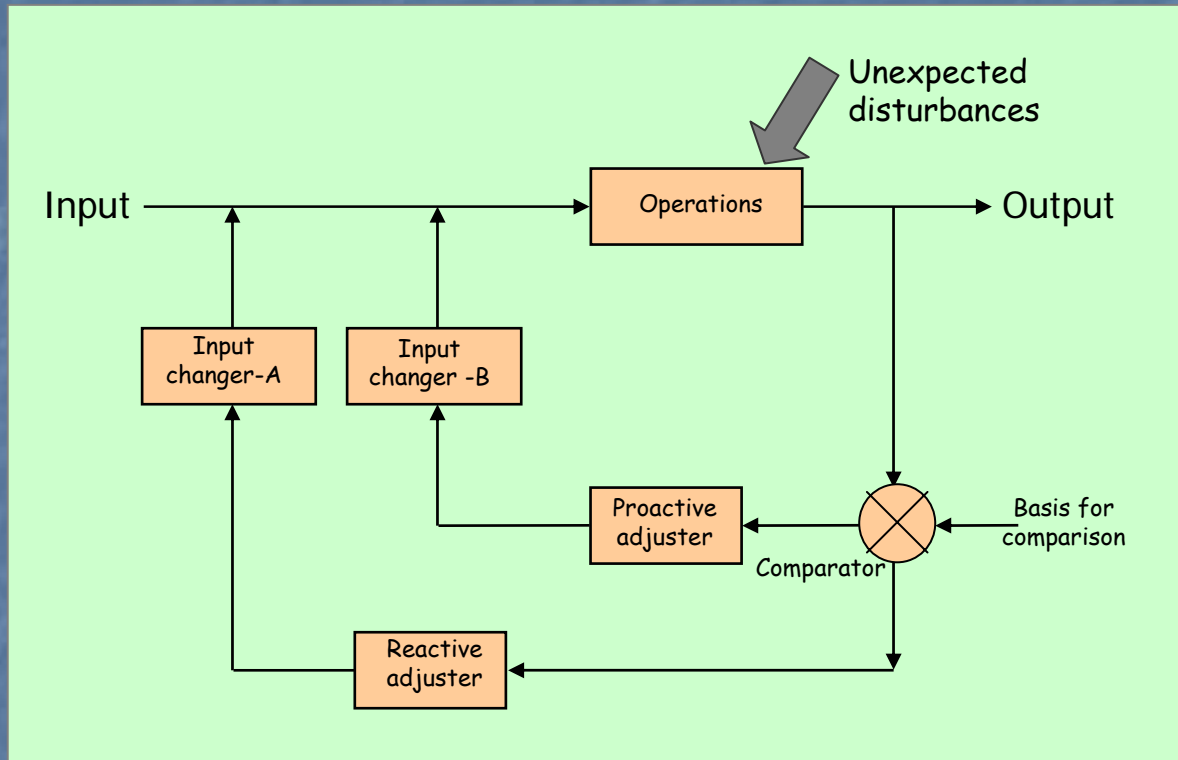 Unexpected
disturbances
Input
Operations
Output
Input
changer-A
Input
changer -B
Proactive
adjuster
Basis for
comparison
Comparator
Reactive
adjuster